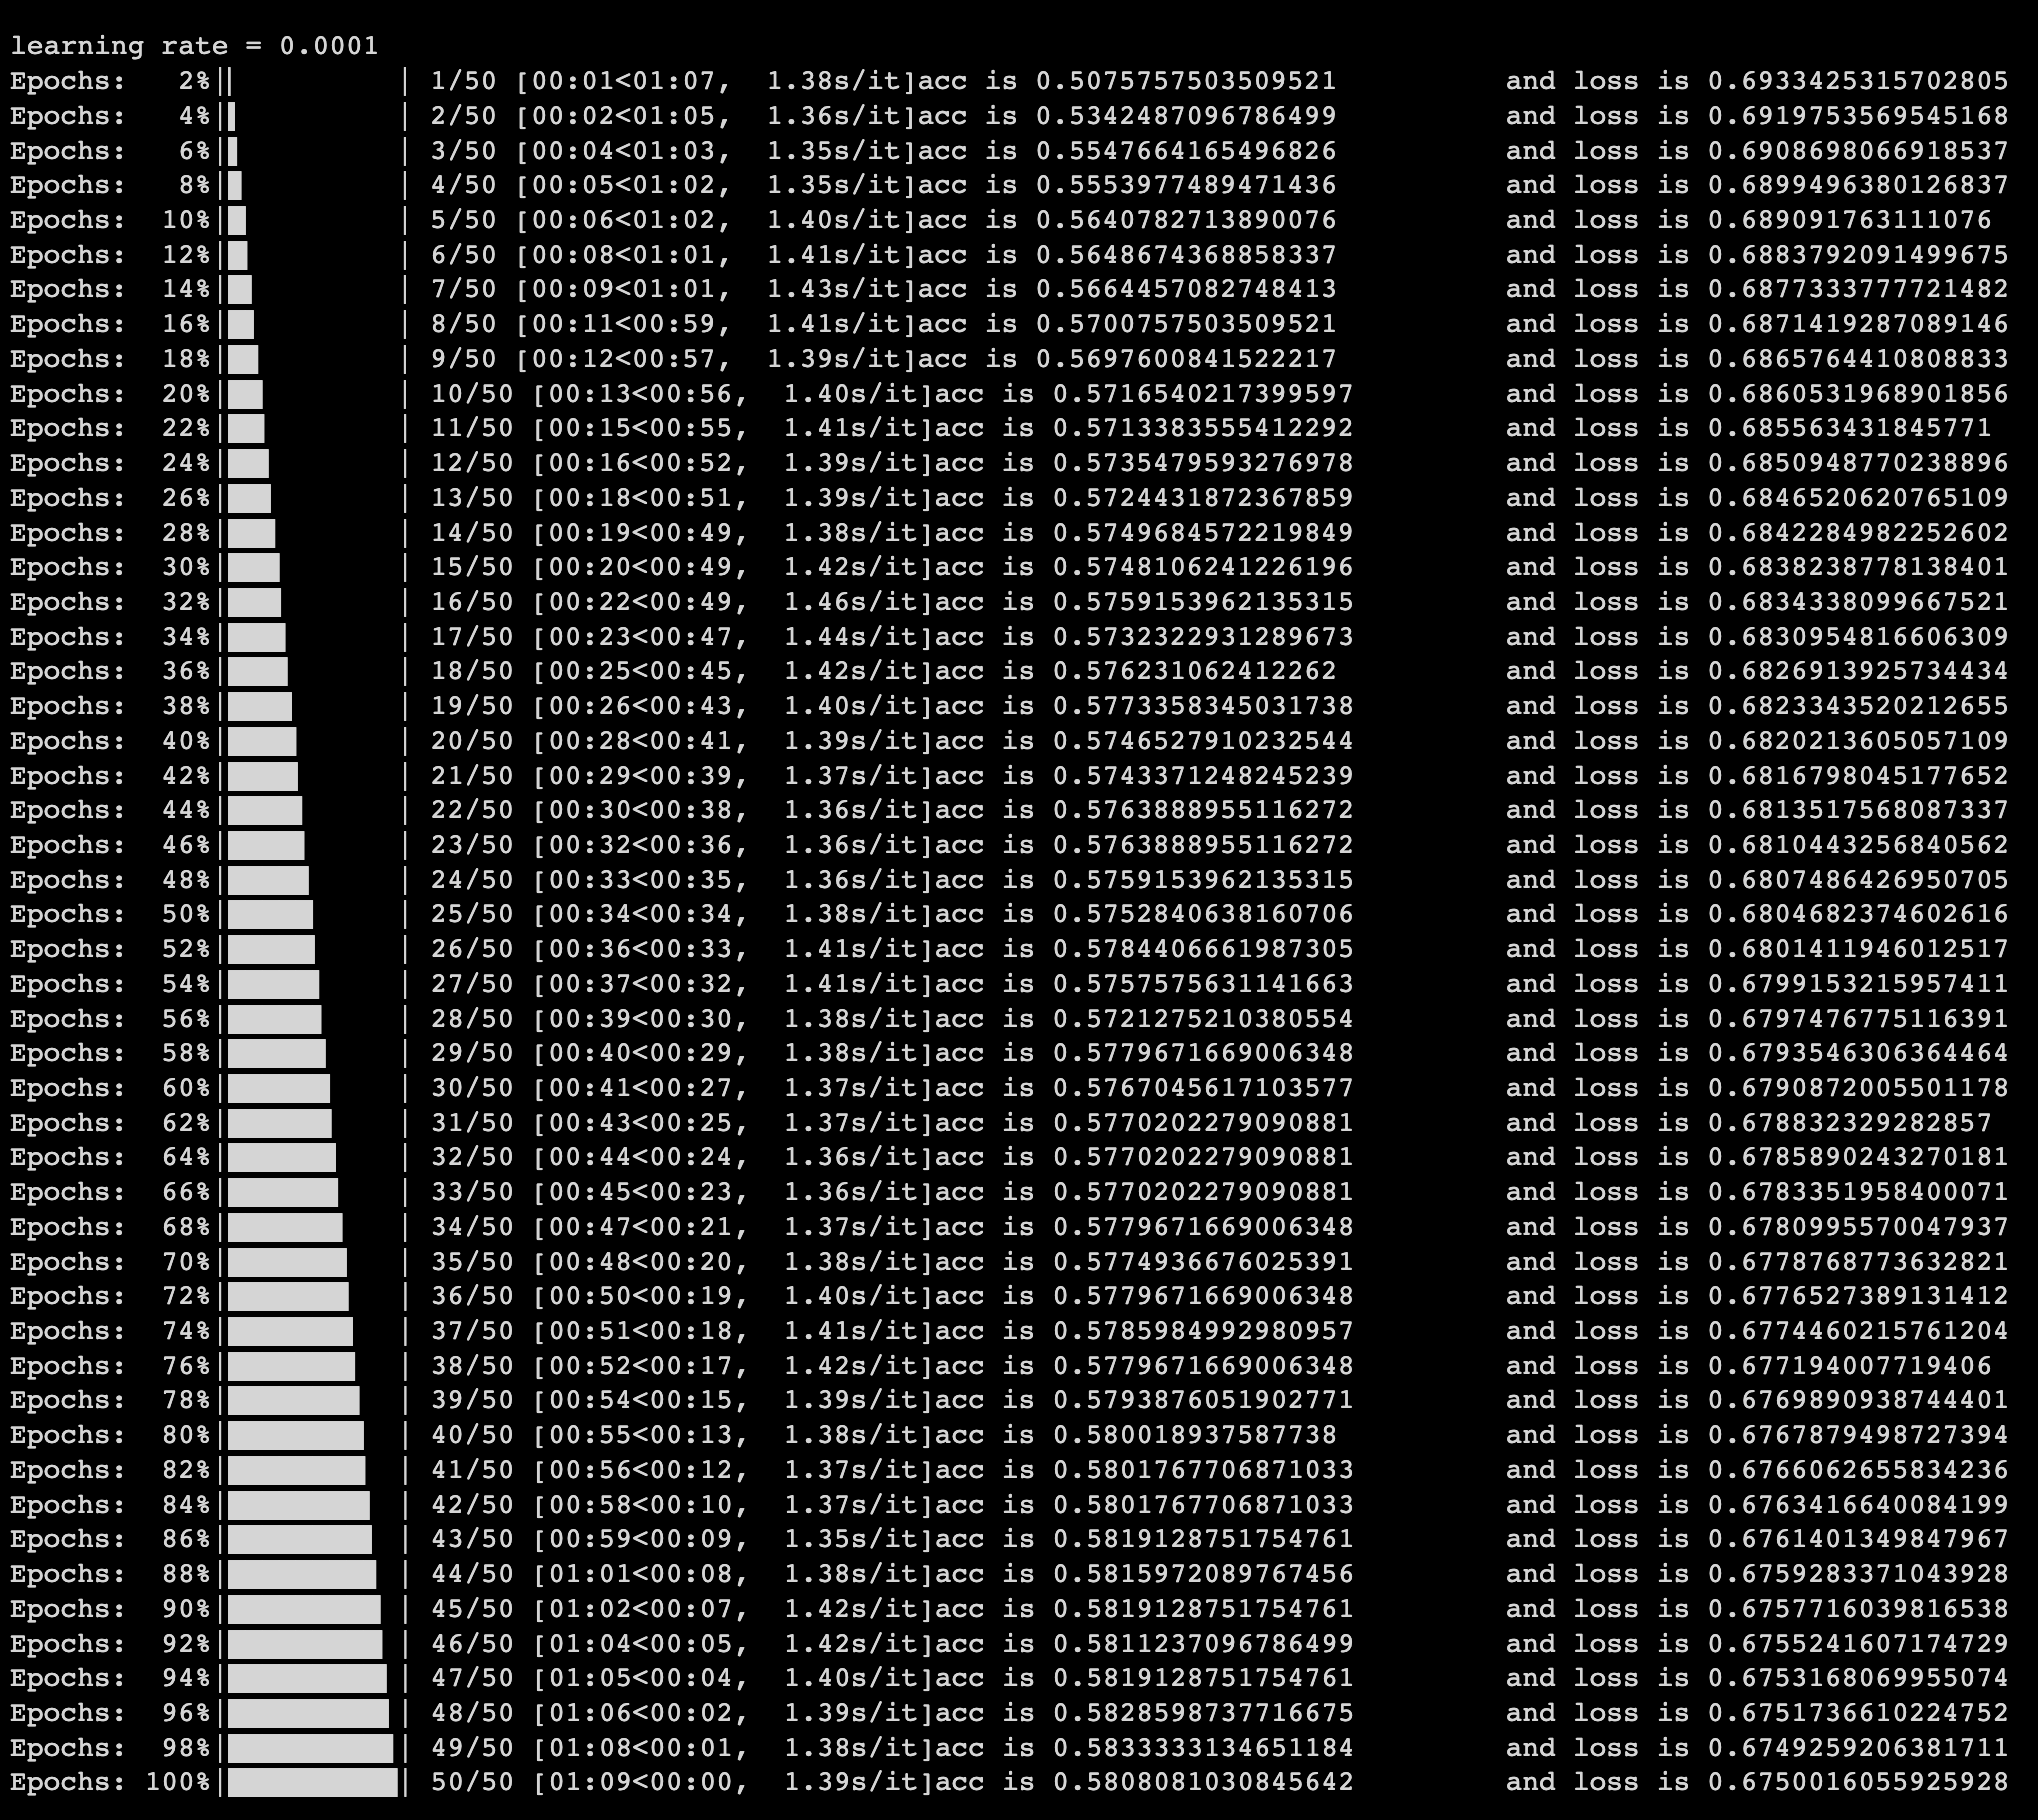 learning rate = 0.0001
Epochs:   2%|| | 1/50 [00:01<01:07,  1.38s/it]acc is 0.5075757503509521 and loss is 0.6933425315702805
Epochs:   4%| | 2/50 [00:02<01:05,  1.36s/it]acc is 0.5342487096786499 and loss is 0.6919753569545168
Epochs:   6%| | 3/50 [00:04<01:03,  1.35s/it]acc is 0.5547664165496826 and loss is 0.6908698066918537
Epochs:   8%| | 4/50 [00:05<01:02,  1.35s/it]acc is 0.5553977489471436 and loss is 0.6899496380126837
Epochs:  10%| | 5/50 [00:06<01:02,  1.40s/it]acc is 0.5640782713890076 and loss is 0.689091763111076
Epochs:  12%| | 6/50 [00:08<01:01,  1.41s/it]acc is 0.5648674368858337 and loss is 0.6883792091499675
Epochs:  14%| | 7/50 [00:09<01:01,  1.43s/it]acc is 0.5664457082748413 and loss is 0.6877333777721482
Epochs:  16%| | 8/50 [00:11<00:59,  1.41s/it]acc is 0.5700757503509521 and loss is 0.6871419287089146
Epochs:  18%| | 9/50 [00:12<00:57,  1.39s/it]acc is 0.5697600841522217 and loss is 0.6865764410808833
Epochs:  20%| | 10/50 [00:13<00:56,  1.40s/it]acc is 0.5716540217399597 and loss is 0.6860531968901856
Epochs:  22%| | 11/50 [00:15<00:55,  1.41s/it]acc is 0.5713383555412292 and loss is 0.685563431845771
Epochs:  24%| | 12/50 [00:16<00:52,  1.39s/it]acc is 0.5735479593276978 and loss is 0.6850948770238896
Epochs:  26%| | 13/50 [00:18<00:51,  1.39s/it]acc is 0.5724431872367859 and loss is 0.6846520620765109
Epochs:  28%| | 14/50 [00:19<00:49,  1.38s/it]acc is 0.5749684572219849 and loss is 0.6842284982252602
Epochs:  30%| | 15/50 [00:20<00:49,  1.42s/it]acc is 0.5748106241226196 and loss is 0.6838238778138401
Epochs:  32%| | 16/50 [00:22<00:49,  1.46s/it]acc is 0.5759153962135315 and loss is 0.6834338099667521
Epochs:  34%| | 17/50 [00:23<00:47,  1.44s/it]acc is 0.5732322931289673 and loss is 0.6830954816606309
Epochs:  36%| | 18/50 [00:25<00:45,  1.42s/it]acc is 0.576231062412262 and loss is 0.6826913925734434
Epochs:  38%| | 19/50 [00:26<00:43,  1.40s/it]acc is 0.5773358345031738 and loss is 0.6823343520212655
Epochs:  40%| | 20/50 [00:28<00:41,  1.39s/it]acc is 0.5746527910232544 and loss is 0.6820213605057109
Epochs:  42%| | 21/50 [00:29<00:39,  1.37s/it]acc is 0.5743371248245239 and loss is 0.6816798045177652
Epochs:  44%| | 22/50 [00:30<00:38,  1.36s/it]acc is 0.5763888955116272 and loss is 0.6813517568087337
Epochs:  46%| | 23/50 [00:32<00:36,  1.36s/it]acc is 0.5763888955116272 and loss is 0.6810443256840562
Epochs:  48%| | 24/50 [00:33<00:35,  1.36s/it]acc is 0.5759153962135315 and loss is 0.6807486426950705
Epochs:  50%| | 25/50 [00:34<00:34,  1.38s/it]acc is 0.5752840638160706 and loss is 0.6804682374602616
Epochs:  52%| | 26/50 [00:36<00:33,  1.41s/it]acc is 0.5784406661987305 and loss is 0.6801411946012517
Epochs:  54%| | 27/50 [00:37<00:32,  1.41s/it]acc is 0.5757575631141663 and loss is 0.6799153215957411
Epochs:  56%| | 28/50 [00:39<00:30,  1.38s/it]acc is 0.5721275210380554 and loss is 0.6797476775116391
Epochs:  58%| | 29/50 [00:40<00:29,  1.38s/it]acc is 0.5779671669006348 and loss is 0.6793546306364464
Epochs:  60%| | 30/50 [00:41<00:27,  1.37s/it]acc is 0.5767045617103577 and loss is 0.6790872005501178
Epochs:  62%| | 31/50 [00:43<00:25,  1.37s/it]acc is 0.5770202279090881 and loss is 0.678832329282857
Epochs:  64%| | 32/50 [00:44<00:24,  1.36s/it]acc is 0.5770202279090881 and loss is 0.6785890243270181
Epochs:  66%| | 33/50 [00:45<00:23,  1.36s/it]acc is 0.5770202279090881 and loss is 0.6783351958400071
Epochs:  68%| | 34/50 [00:47<00:21,  1.37s/it]acc is 0.5779671669006348 and loss is 0.6780995570047937
Epochs:  70%| | 35/50 [00:48<00:20,  1.38s/it]acc is 0.5774936676025391 and loss is 0.6778768773632821
Epochs:  72%| | 36/50 [00:50<00:19,  1.40s/it]acc is 0.5779671669006348 and loss is 0.6776527389131412
Epochs:  74%| | 37/50 [00:51<00:18,  1.41s/it]acc is 0.5785984992980957 and loss is 0.6774460215761204
Epochs:  76%| | 38/50 [00:52<00:17,  1.42s/it]acc is 0.5779671669006348 and loss is 0.677194007719406
Epochs:  78%| | 39/50 [00:54<00:15,  1.39s/it]acc is 0.5793876051902771 and loss is 0.6769890938744401
Epochs:  80%| | 40/50 [00:55<00:13,  1.38s/it]acc is 0.580018937587738 and loss is 0.6767879498727394
Epochs:  82%| | 41/50 [00:56<00:12,  1.37s/it]acc is 0.5801767706871033 and loss is 0.6766062655834236
Epochs:  84%| | 42/50 [00:58<00:10,  1.37s/it]acc is 0.5801767706871033 and loss is 0.6763416640084199
Epochs:  86%| | 43/50 [00:59<00:09,  1.35s/it]acc is 0.5819128751754761 and loss is 0.6761401349847967
Epochs:  88%| | 44/50 [01:01<00:08,  1.38s/it]acc is 0.5815972089767456 and loss is 0.6759283371043928
Epochs:  90%| | 45/50 [01:02<00:07,  1.42s/it]acc is 0.5819128751754761 and loss is 0.6757716039816538
Epochs:  92%| | 46/50 [01:04<00:05,  1.42s/it]acc is 0.5811237096786499 and loss is 0.6755241607174729
Epochs:  94%| | 47/50 [01:05<00:04,  1.40s/it]acc is 0.5819128751754761 and loss is 0.6753168069955074
Epochs:  96%| | 48/50 [01:06<00:02,  1.39s/it]acc is 0.5828598737716675 and loss is 0.6751736610224752
Epochs:  98%| | 49/50 [01:08<00:01,  1.38s/it]acc is 0.5833333134651184 and loss is 0.6749259206381711
Epochs: 100%| | 50/50 [01:09<00:00,  1.39s/it]acc is 0.5808081030845642 and loss is 0.6750016055925928